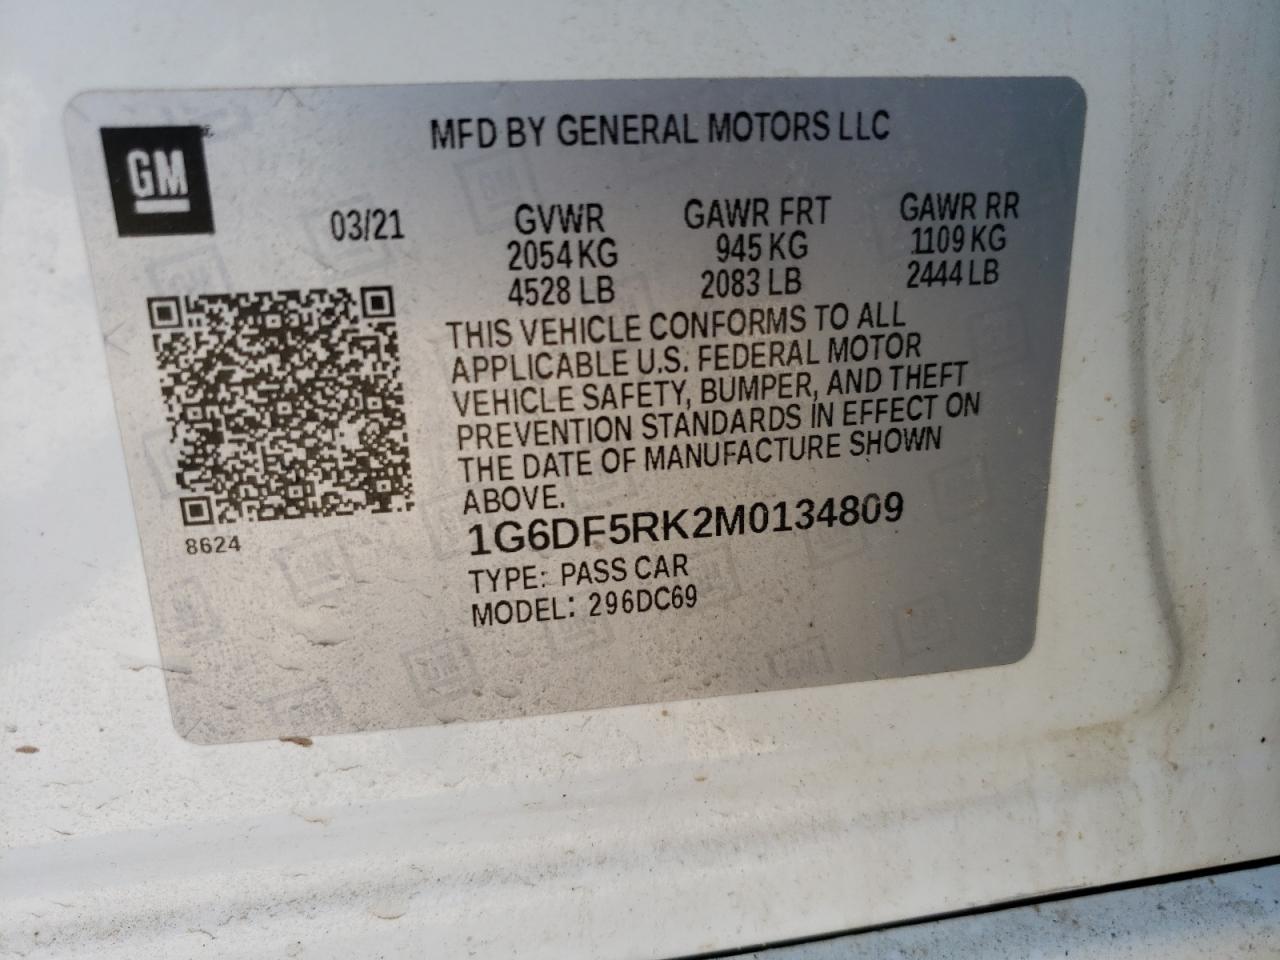 MFD BY GENERAL MOTORS LLC
GM
03/21 GVWR GAWR FRT GAWR RR
2054 KG 945 KG 1109 KG
4528 LB 2083 LB 2444 LB
THIS VEHICLE CONFORMS TO ALL
APPLICABLE U.S. FEDERAL MOTOR
VEHICLE SAFETY, BUMPER, AND THEFT
PREVENTION STANDARDS IN EFFECT ON
THE DATE OF MANUFACTURE SHOWN
ABOVE.
8624
1G6DF5RK2M0134809
TYPE: PASS CAR
MODEL: 296DC69